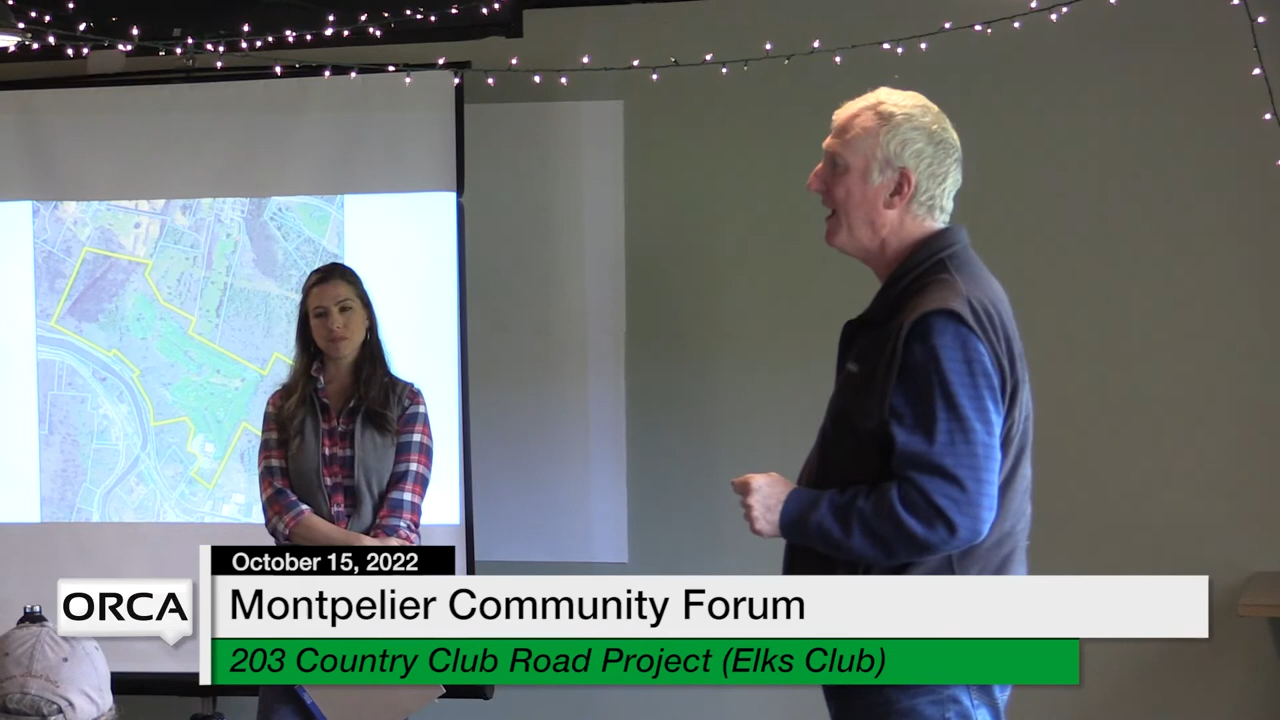 October 15, 2022
ORCA
Montpelier Community Forum
203 Country Club Road Project (Elks Club)